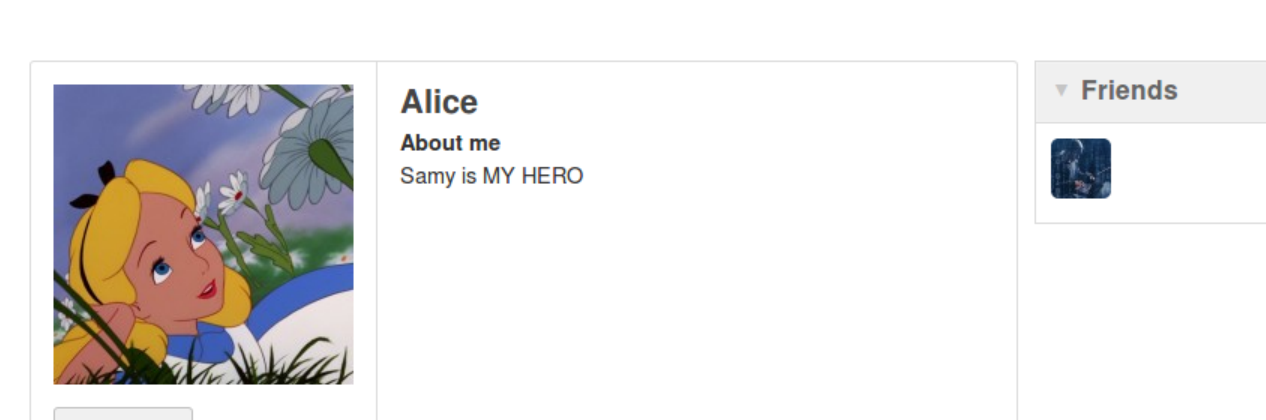 Alice
About me
Samy is MY HERO
Friends